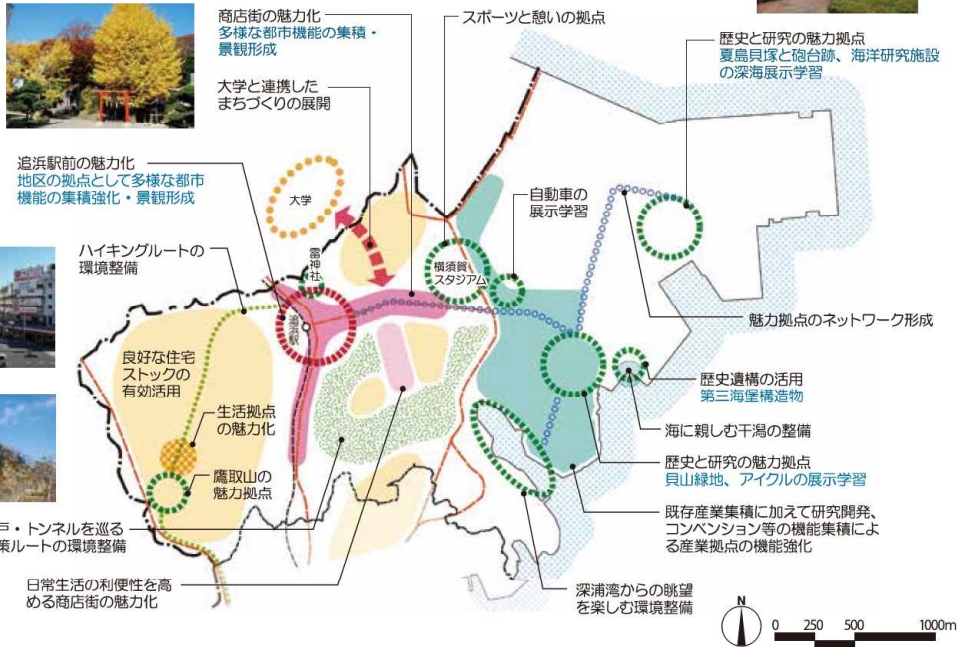 商店街の魅力化
多様な都市機能の集積・
景観形成
スポーツと憩いの拠点
歴史と研究の魅力拠点
夏島貝塚と砲台跡、海洋研究施設
の深海展示学習
大学と連携した
まちづくりの展開
追浜駅前の魅力化
地区の拠点として多様な都市
機能の集積強化・景観形成
大学
自動車の
展示学習
ハイキングルートの
環境整備
雷神社
横須賀
スタジアム
追浜駅
魅力拠点のネットワーク形成
良好な住宅
ストックの
有効活用
歴史遺構の活用
第三海堡構造物
生活拠点
の魅力化
海に親しむ干潟の整備
歴史と研究の魅力拠点
貝山緑地、アイクルの展示学習
鷹取山の
魅力拠点
既存産業集積に加えて研究開発、
コンベンション等の機能集積によ
る産業拠点の機能強化
戸・トンネルを巡る
策ルートの環境整備
日常生活の利便性を高
める商店街の魅力化
深浦湾からの眺望
を楽しむ環境整備
N
0 250 500 1000m